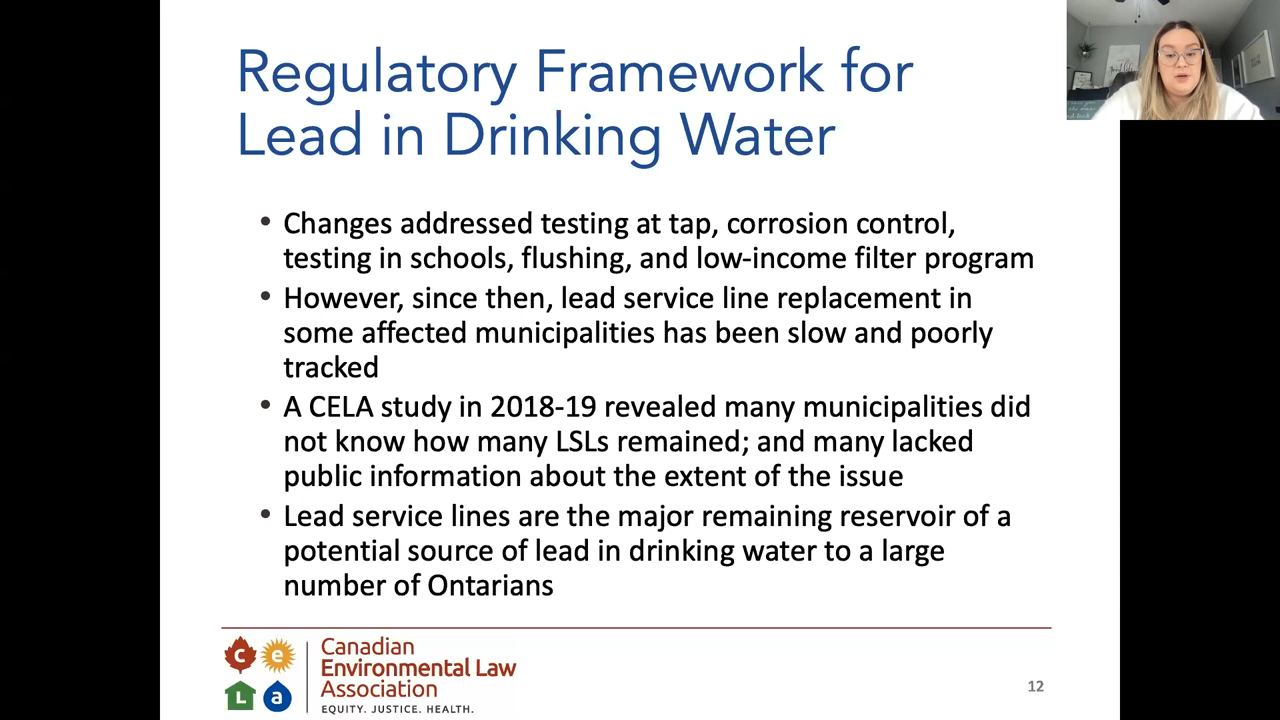 Regulatory Framework for
Lead in Drinking Water
• Changes addressed testing at tap, corrosion control,
testing in schools, flushing, and low-income filter program
• However, since then, lead service line replacement in
some affected municipalities has been slow and poorly
tracked
• A CELA study in 2018-19 revealed many municipalities did
not know how many LSLs remained; and many lacked
public information about the extent of the issue
• Lead service lines are the major remaining reservoir of a
potential source of lead in drinking water to a large
number of Ontarians
C e
L a
Canadian
Environmental Law
Association
EQUITY. JUSTICE. HEALTH.
12